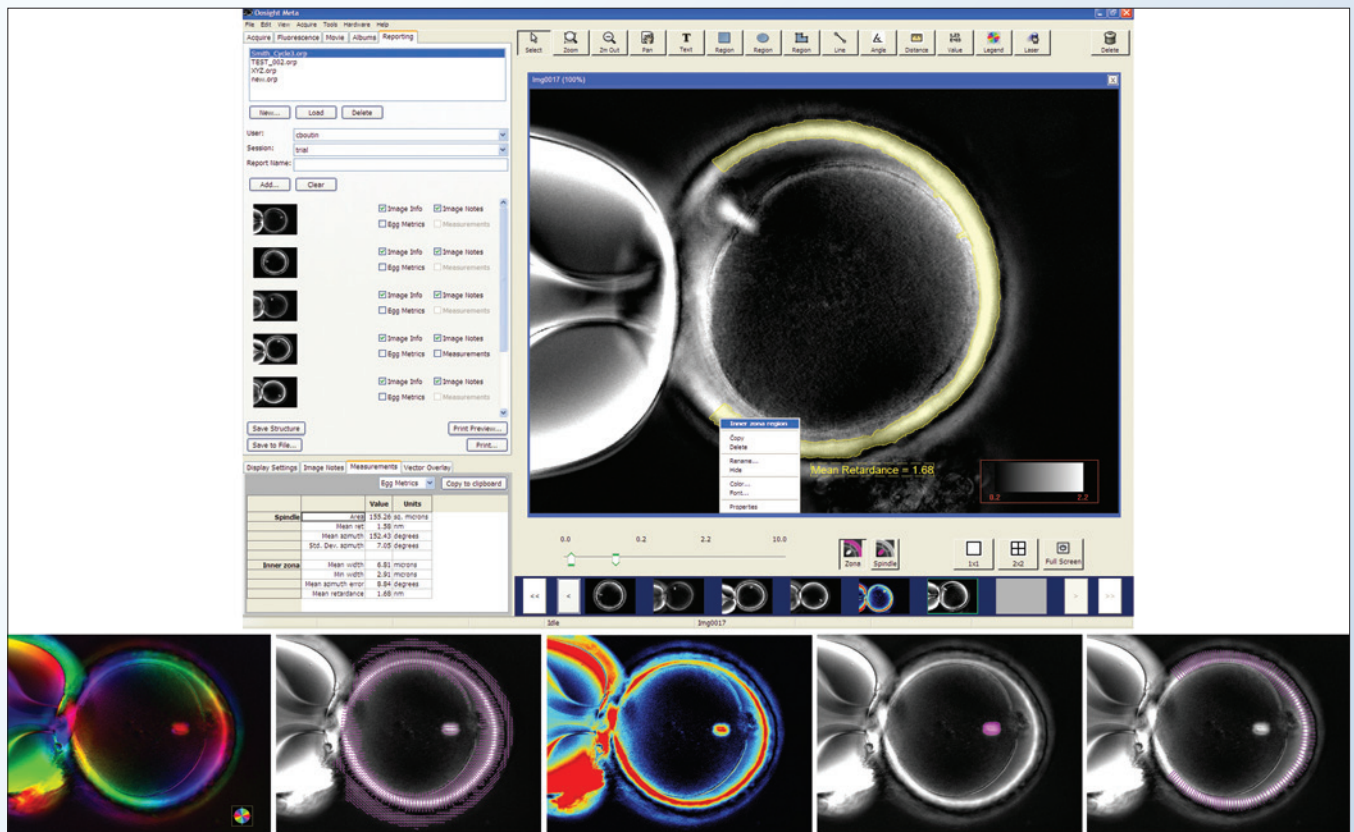 Oosight Meta
File Edit View Acquire Tools Hardware Help
Acquire Fluorescence Movie Albums Reporting
Smith_Cycle3.orp
TEST_002.orp
XYZ.orp
new.orp
New... Load Delete
User: cboutin
Session: trial
Report Name:
Add... Clear
Image Info Image Notes
Egg Metrics Measurements
Image Info Image Notes
Egg Metrics Measurements
Image Info Image Notes
Egg Metrics Measurements
Image Info Image Notes
Egg Metrics Measurements
Image Info Image Notes
Egg Metrics Measurements
Save Structure Print Preview...
Save to File... Print...
Display Settings Image Notes Measurements Vector Overlay
Egg Metrics Copy to clipboard
Value Units
Spindle Area 155.26 sq. microns
Mean ret 1.58 nm
Mean azimuth 152.43 degrees
Std. Dev. azmuth 7.05 degrees
Inner zona Mean width 6.81 microns
Min width 2.91 microns
Mean azmuth error 8.84 degrees
Mean retardance 1.68 nm
Select Zoom Zm Out Pan Text Region Region Region Line Angle Distance Value Legend Laser Delete
Img0017 (100%)
Inner zona region
Copy
Delete
Rename...
Hide
Color...
Font...
Properties
Mean Retardance = 1.68
0.2 2.2
0.0 0.2 2.2 10.0
Zona Spindle 1x1 2x2 Full Screen
<< < > >>
Idle Img0017